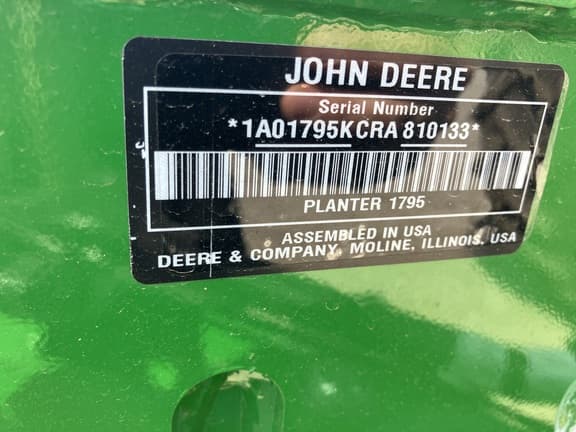 JOHN DEERE
Serial Number
*1A01795KCRA810133*
PLANTER 1795
ASSEMBLED IN USA
DEERE & COMPANY, MOLINE, ILLINOIS, USA